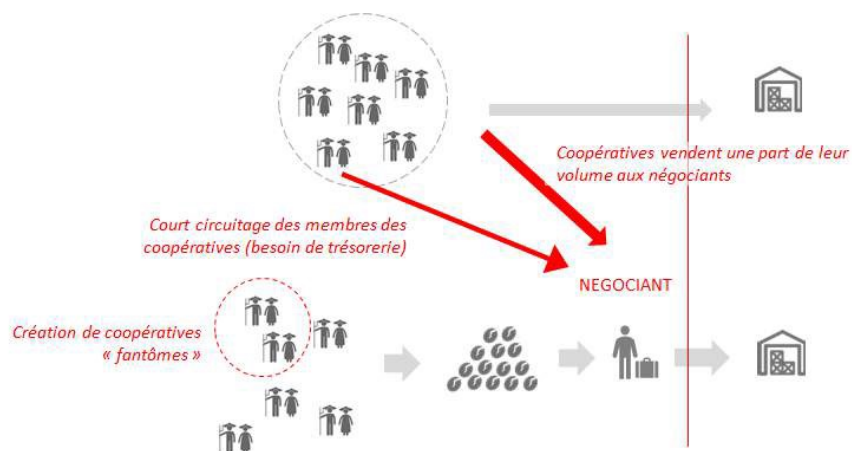 Coopératives vendent une part de leur
volume aux négociants
Court circuitage des membres des
coopératives (besoin de trésorerie)
NEGOCIANT
Création de coopératives
« fantômes »